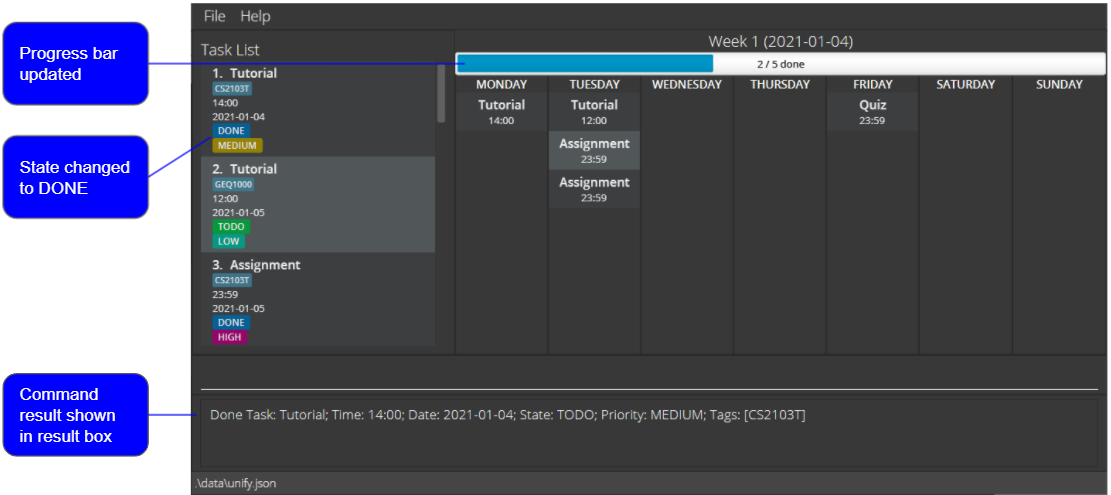 File Help
Progress bar
updated
State changed
to DONE
Command
result shown
in result box
Task List
1. Tutorial
CS2103T
14:00
2021-01-04
DONE
MEDIUM
2. Tutorial
GEQ1000
12:00
2021-01-05
TODO
LOW
3. Assignment
CS2103T
23:59
2021-01-05
DONE
HIGH
Week 1 (2021-01-04)
2 / 5 done
MONDAY TUESDAY WEDNESDAY THURSDAY FRIDAY SATURDAY SUNDAY
Tutorial Tutorial Quiz
14:00 12:00 23:59
Assignment
23:59
Assignment
23:59
Done Task: Tutorial; Time: 14:00; Date: 2021-01-04; State: TODO; Priority: MEDIUM; Tags: [CS2103T]
.\data\unify.json